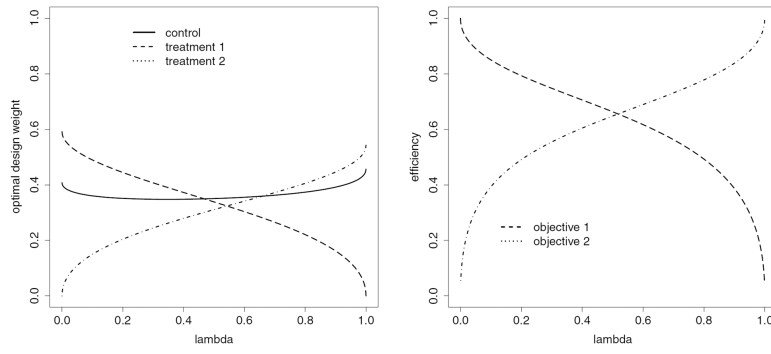 optimal design weight
1.0
0.8
0.6
0.4
0.2
0.0
control
treatment 1
treatment 2
0.0 0.2 0.4 0.6 0.8 1.0
lambda
efficiency
1.0
0.8
0.6
0.4
0.2
0.0
objective 1
objective 2
0.0 0.2 0.4 0.6 0.8 1.0
lambda